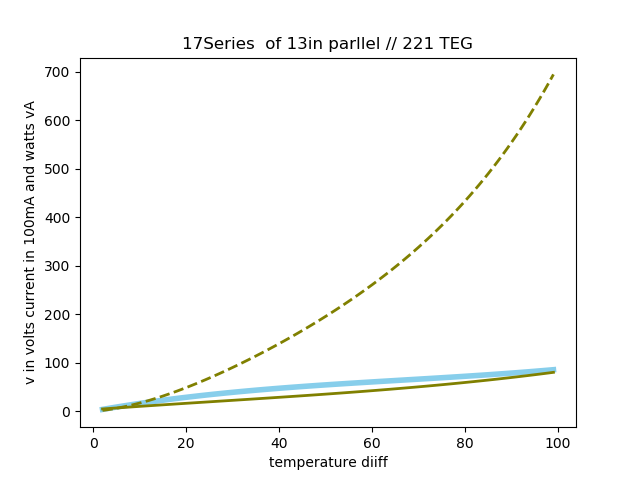 17Series  of 13in parllel // 221 TEG
v in volts current in 100mA and watts vA
700
600
500
400
300
200
100
0
0 20 40 60 80 100
temperature diiff